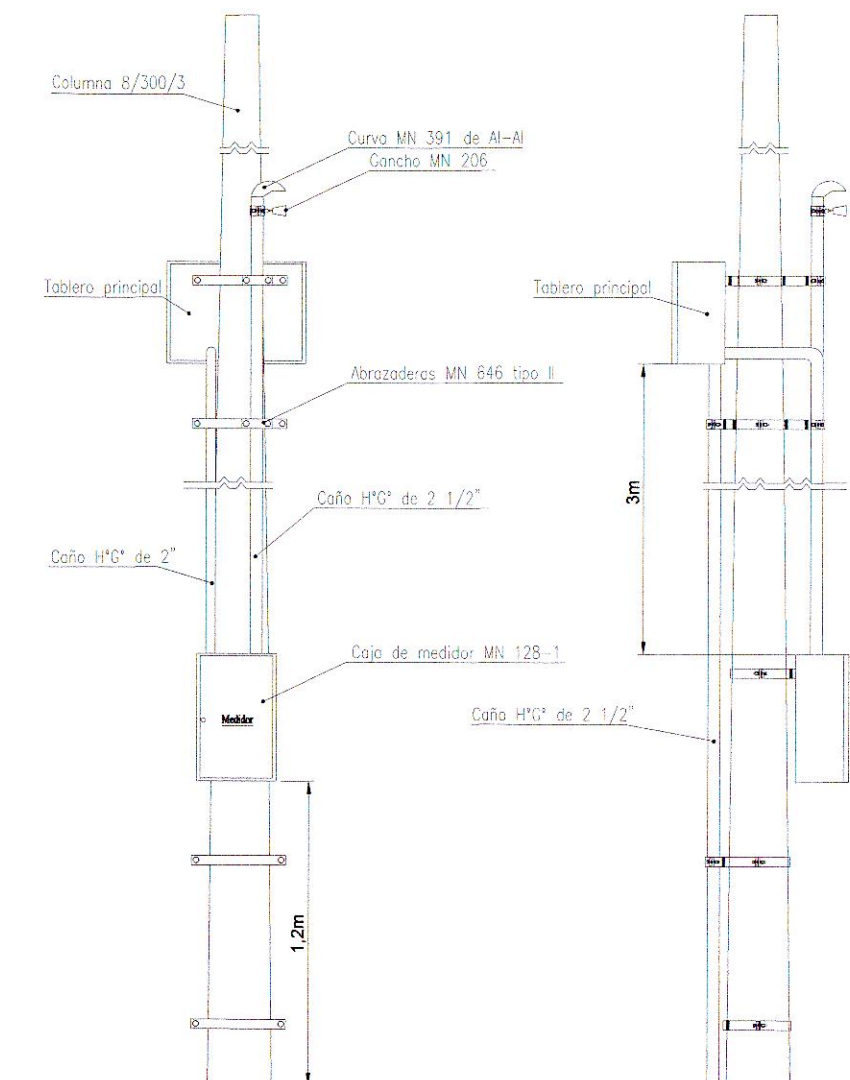 Columna 8/300/3
Curva MN 391 de Al-Al
Gancho MN 206
Tablero principal
Tablero principal
Abrazaderas MN 646 tipo II
3m
Caño H°G° de 2 1/2"
Caño H°G° de 2"
Caja de medidor MN 128-1
Medidor
Caño H°G° de 2 1/2"
1,2m